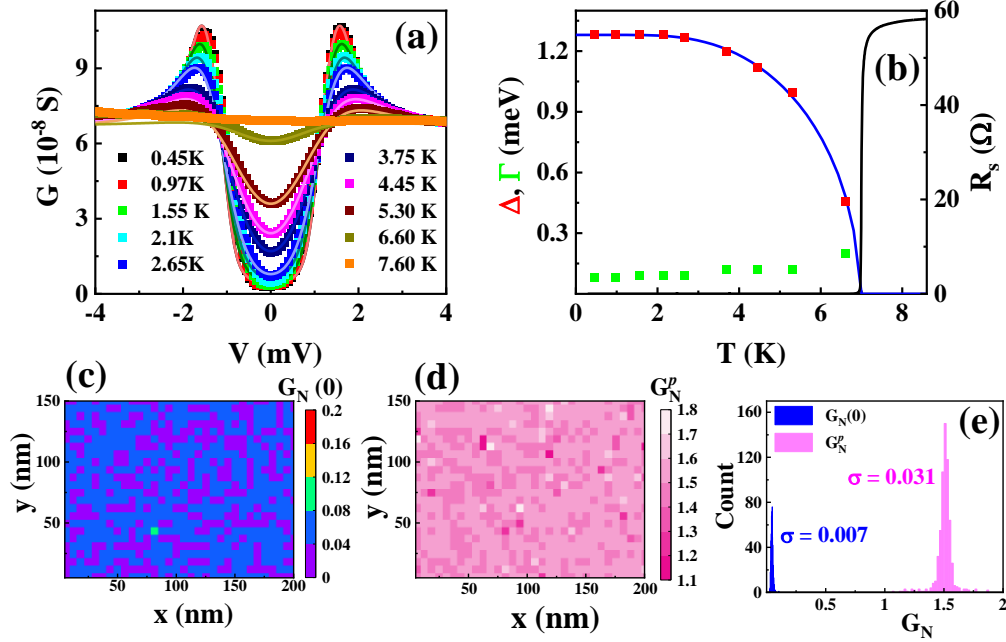 (a)
G (10⁻⁸ S)
9
6
3
0
0.45K
0.97K
1.55 K
2.1K
2.65K
3.75 K
4.45 K
5.30 K
6.60 K
7.60 K
-4 -2 0 2 4
V (mV)
(b)
Δ, Γ (meV)
1.2
0.9
0.6
0.3
60
40
20
0
Rₛ (Ω)
0 2 4 6 8
T (K)
(c)
G_N (0)
y (nm)
150
100
50
50 100 150 200
x (nm)
0.2
0.16
0.12
0.08
0.04
0
(d)
G_N^p
y (nm)
150
100
50
50 100 150 200
x (nm)
1.8
1.7
1.6
1.5
1.4
1.3
1.2
1.1
(e)
G_N(0)
G_N^p
σ = 0.031
σ = 0.007
Count
160
120
80
40
0
0.5 1 1.5 2
G_N